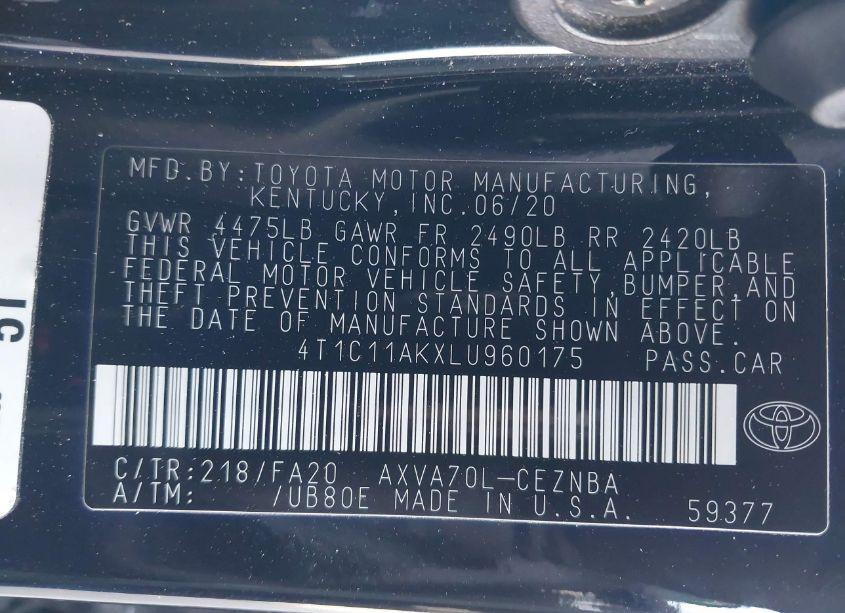 MFD.BY:TOYOTA MOTOR MANUFACTURING,
KENTUCKY,INC.06/20
GVWR 4475LB GAWR FR 2490LB RR 2420LB
THIS VEHICLE CONFORMS TO ALL APPLICABLE
FEDERAL MOTOR VEHICLE SAFETY,BUMPER,AND
THEFT PREVENTION STANDARDS IN EFFECT ON
THE DATE OF MANUFACTURE SHOWN ABOVE.
4T1C11AKXLU960175 PASS.CAR
C/TR:218/FA20 AXVA70L-CEZNBA
A/TM: /UB80E MADE IN U.S.A. 59377